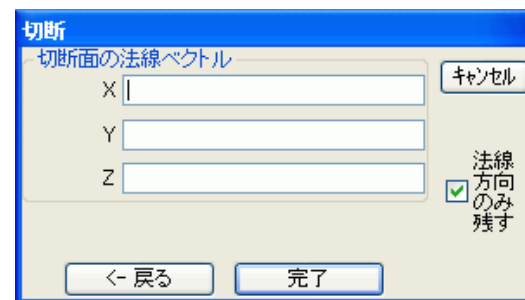 切断
切断面の法線ベクトル
X
Y
Z
キャンセル
法線
方向
のみ
残す
<- 戻る
完了